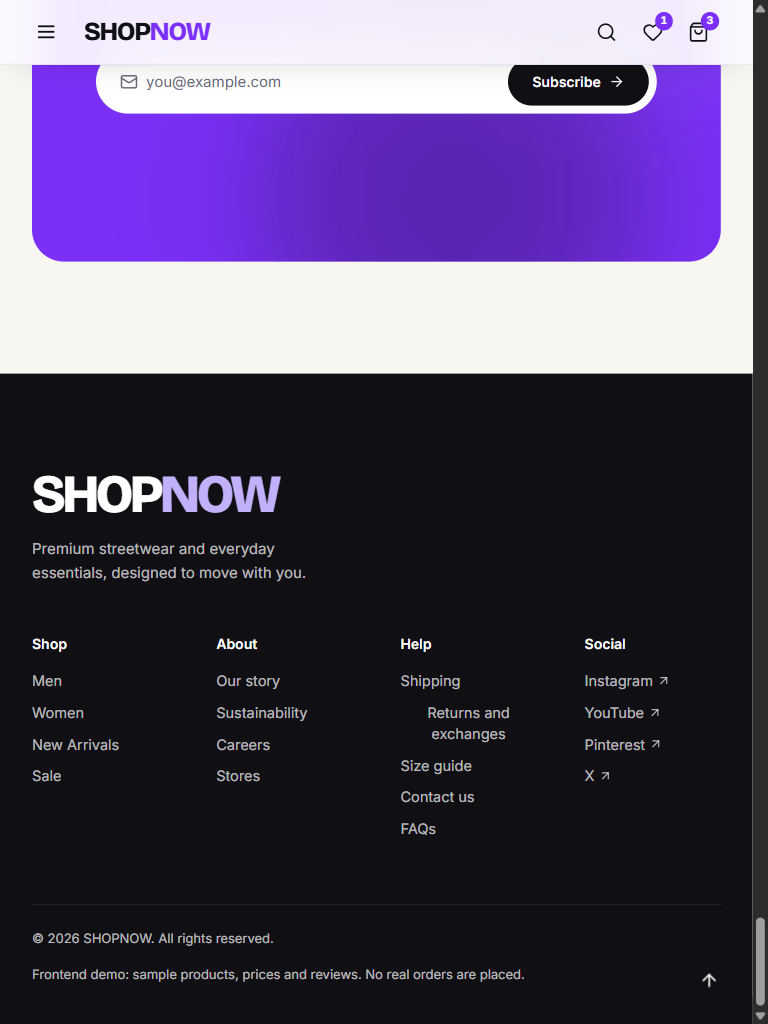 SHOPNOW
1
3
you@example.com
Subscribe
SHOPNOW
Premium streetwear and everyday
essentials, designed to move with you.
Shop
Men
Women
New Arrivals
Sale
About
Our story
Sustainability
Careers
Stores
Help
Shipping
Returns and
exchanges
Size guide
Contact us
FAQs
Social
Instagram
YouTube
Pinterest
X
© 2026 SHOPNOW. All rights reserved.
Frontend demo: sample products, prices and reviews. No real orders are placed.